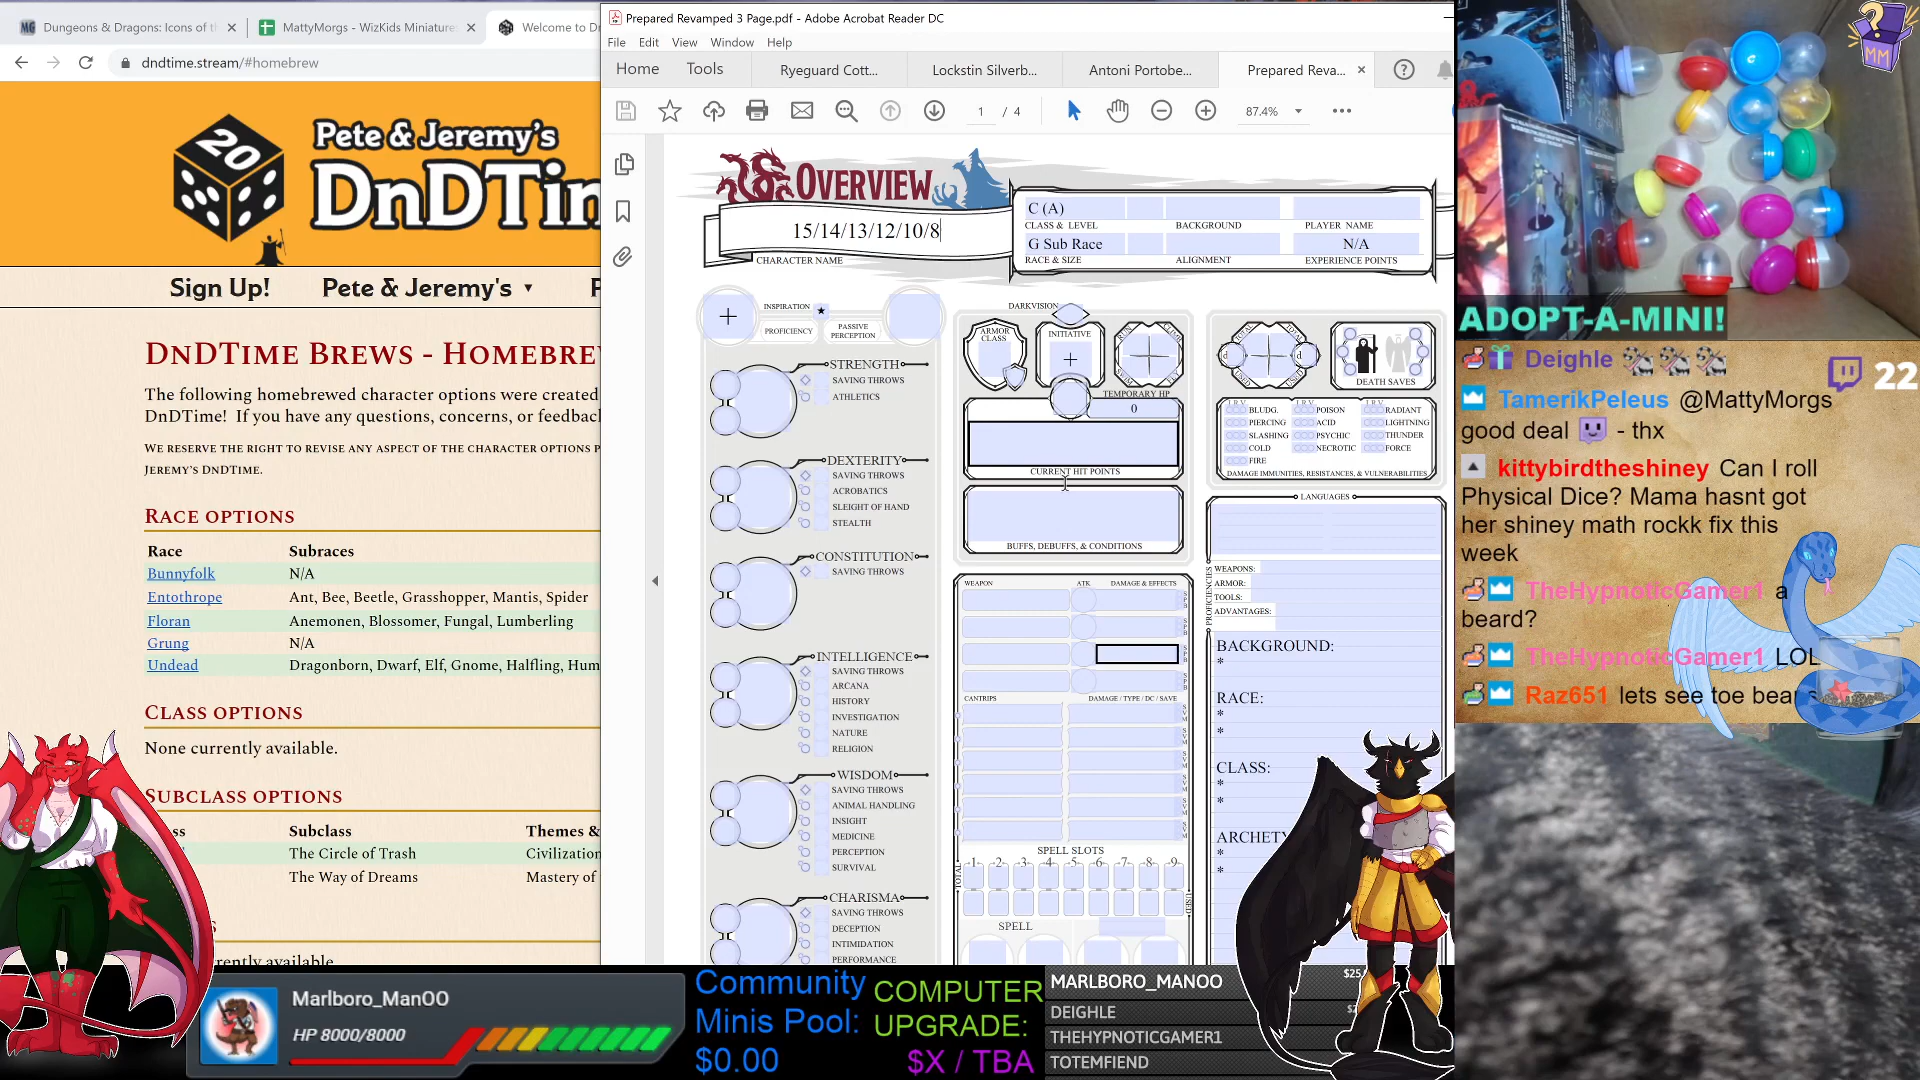 Dungeons & Dragons: Icons of th
MattyMorgs - WizKids Miniature
Welcome to Dn
dndtime.stream/#homebrew
Pete & Jeremy's
DnDTim
20
Sign Up!
Pete & Jeremy's
DnDTime Brews - Homebre
The following homebrewed character options were created
DnDTime! If you have any questions, concerns, or feedbac
We reserve the right to revise any aspect of the character options p
Jeremy's DnDTime.
Race Options
Race
Subraces
Bunnyfolk
N/A
Entothrope
Ant, Bee, Beetle, Grasshopper, Mantis, Spider
Floran
Anemonen, Blossomer, Fungal, Lumberling
Grung
N/A
Undead
Dragonborn, Dwarf, Elf, Gnome, Halfling, Hum
Class Options
None currently available.
Subclass Options
ss
Subclass
Themes &
The Circle of Trash
Civilization
The Way of Dreams
Mastery of
s
rently available
Prepared Revamped 3 Page.pdf - Adobe Acrobat Reader DC
File Edit View Window Help
Home
Tools
Ryeguard Cott...
Lockstin Silverb...
Antoni Portobe...
Prepared Reva...
1 / 4
87.4%
Overview
15/14/13/12/10/8
CHARACTER NAME
C (A)
CLASS & LEVEL
BACKGROUND
PLAYER NAME
G Sub Race
N/A
RACE & SIZE
ALIGNMENT
EXPERIENCE POINTS
+
INSPIRATION
PROFICIENCY
PASSIVE
PERCEPTION
STRENGTH
SAVING THROWS
ATHLETICS
DEXTERITY
SAVING THROWS
ACROBATICS
SLEIGHT OF HAND
STEALTH
CONSTITUTION
SAVING THROWS
INTELLIGENCE
SAVING THROWS
ARCANA
HISTORY
INVESTIGATION
NATURE
RELIGION
WISDOM
SAVING THROWS
ANIMAL HANDLING
INSIGHT
MEDICINE
PERCEPTION
SURVIVAL
CHARISMA
SAVING THROWS
DECEPTION
INTIMIDATION
PERFORMANCE
DARKVISION
ARMOR
CLASS
INITIATIVE
+
TEMPORARY HP
0
CURRENT HIT POINTS
BUFFS, DEBUFFS, & CONDITIONS
TOTAL
USED
d
d
DEATH SAVES
BLUDG.
POISON
RADIANT
PIERCING
ACID
LIGHTNING
SLASHING
PSYCHIC
THUNDER
COLD
NECROTIC
FORCE
FIRE
DAMAGE IMMUNITIES, RESISTANCES, & VULNERABILITIES
LANGUAGES
PROFICIENCIES
WEAPONS:
ARMOR:
TOOLS:
ADVANTAGES:
WEAPON
ATK
DAMAGE & EFFECTS
CANTRIPS
DAMAGE / TYPE / DC / SAVE
SPELL SLOTS
-1- -2- -3- -4- -5- -6- -7- -8- -9-
TOTAL
USED
SPELL
BACKGROUND:
*
RACE:
*
*
CLASS:
*
*
ARCHETY
*
*
MM
ADOPT-A-MINI!
Deighle
22
TamerikPeleus @MattyMorgs
good deal - thx
kittybirdtheshiney Can I roll
Physical Dice? Mama hasnt got
her shiney math rockk fix this
week
TheHypnoticGamer1 a
beard?
TheHypnoticGamer1 LOL
Raz651 lets see toe bean
Marlboro_Man00
HP 8000/8000
Community
Minis Pool:
$0.00
COMPUTER
UPGRADE:
$X / TBA
MARLBORO_MANOO
DEIGHLE
THEHYPNOTICGAMER1
TOTEMFIEND